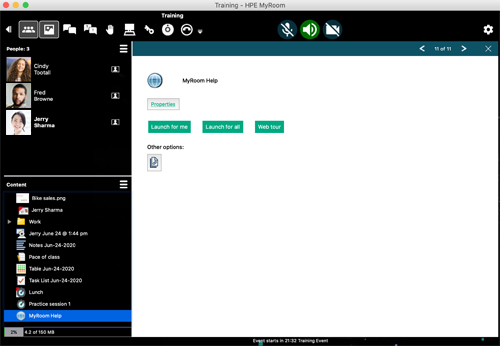 Training - HPE MyRoom
Training
People: 3
Cindy
Tootall
Fred
Browne
Jerry
Sharma
11 of 11
MyRoom Help
Properties
Launch for me
Launch for all
Web tour
Other options:
Content
Bike sales.png
Jerry Sharma
Work
Jerry June 24 @ 1:44 pm
Notes Jun-24-2020
Pace of class
Table Jun-24-2020
Task List Jun-24-2020
Lunch
Practice session 1
MyRoom Help
2%
4.2 of 160 MB
Event starts in 21:32 Training Event